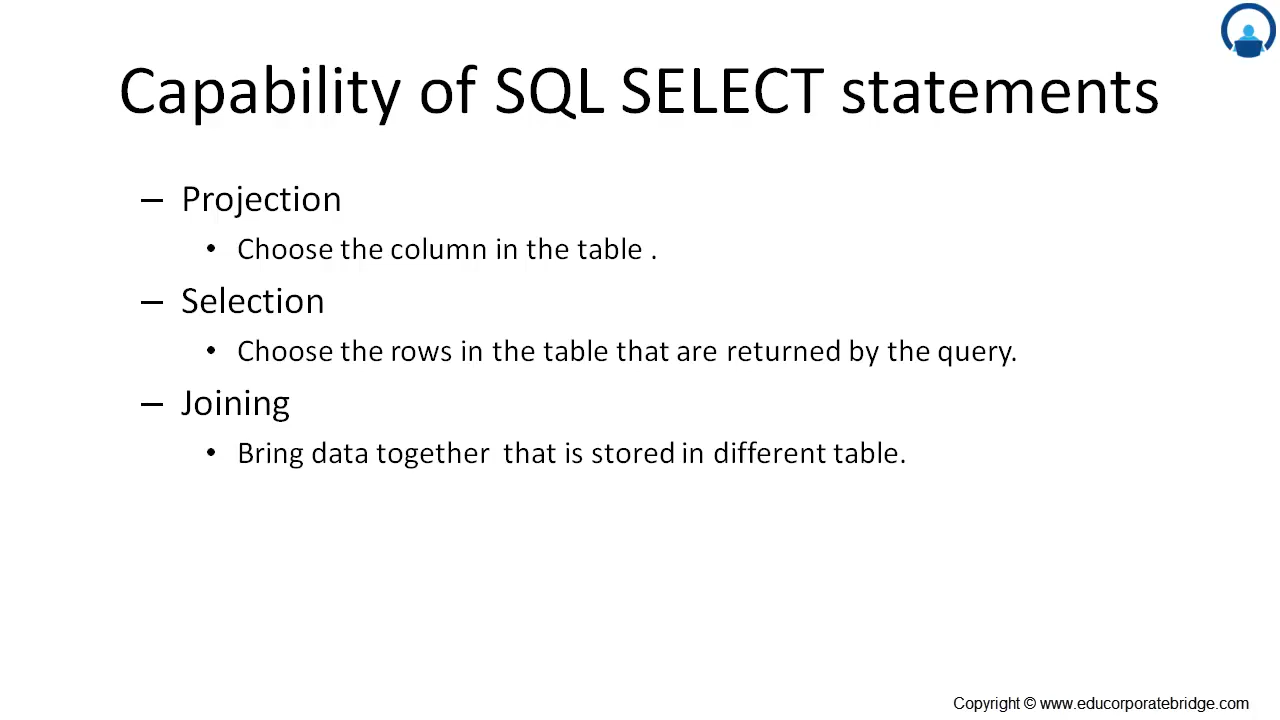 Capability of SQL SELECT statements
– Projection
• Choose the column in the table .
– Selection
• Choose the rows in the table that are returned by the query.
– Joining
• Bring data together  that is stored in different table.
Copyright © www.educorporatebridge.com